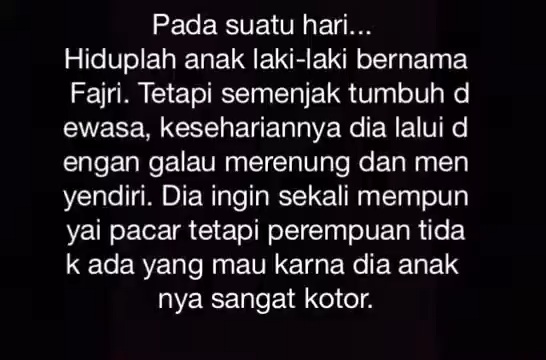 Pada suatu hari...
Hiduplah anak laki-laki bernama
Fajri. Tetapi semenjak tumbuh d
ewasa, kesehariannya dia lalui d
engan galau merenung dan men
yendiri. Dia ingin sekali mempun
yai pacar tetapi perempuan tida
k ada yang mau karna dia anak
nya sangat kotor.